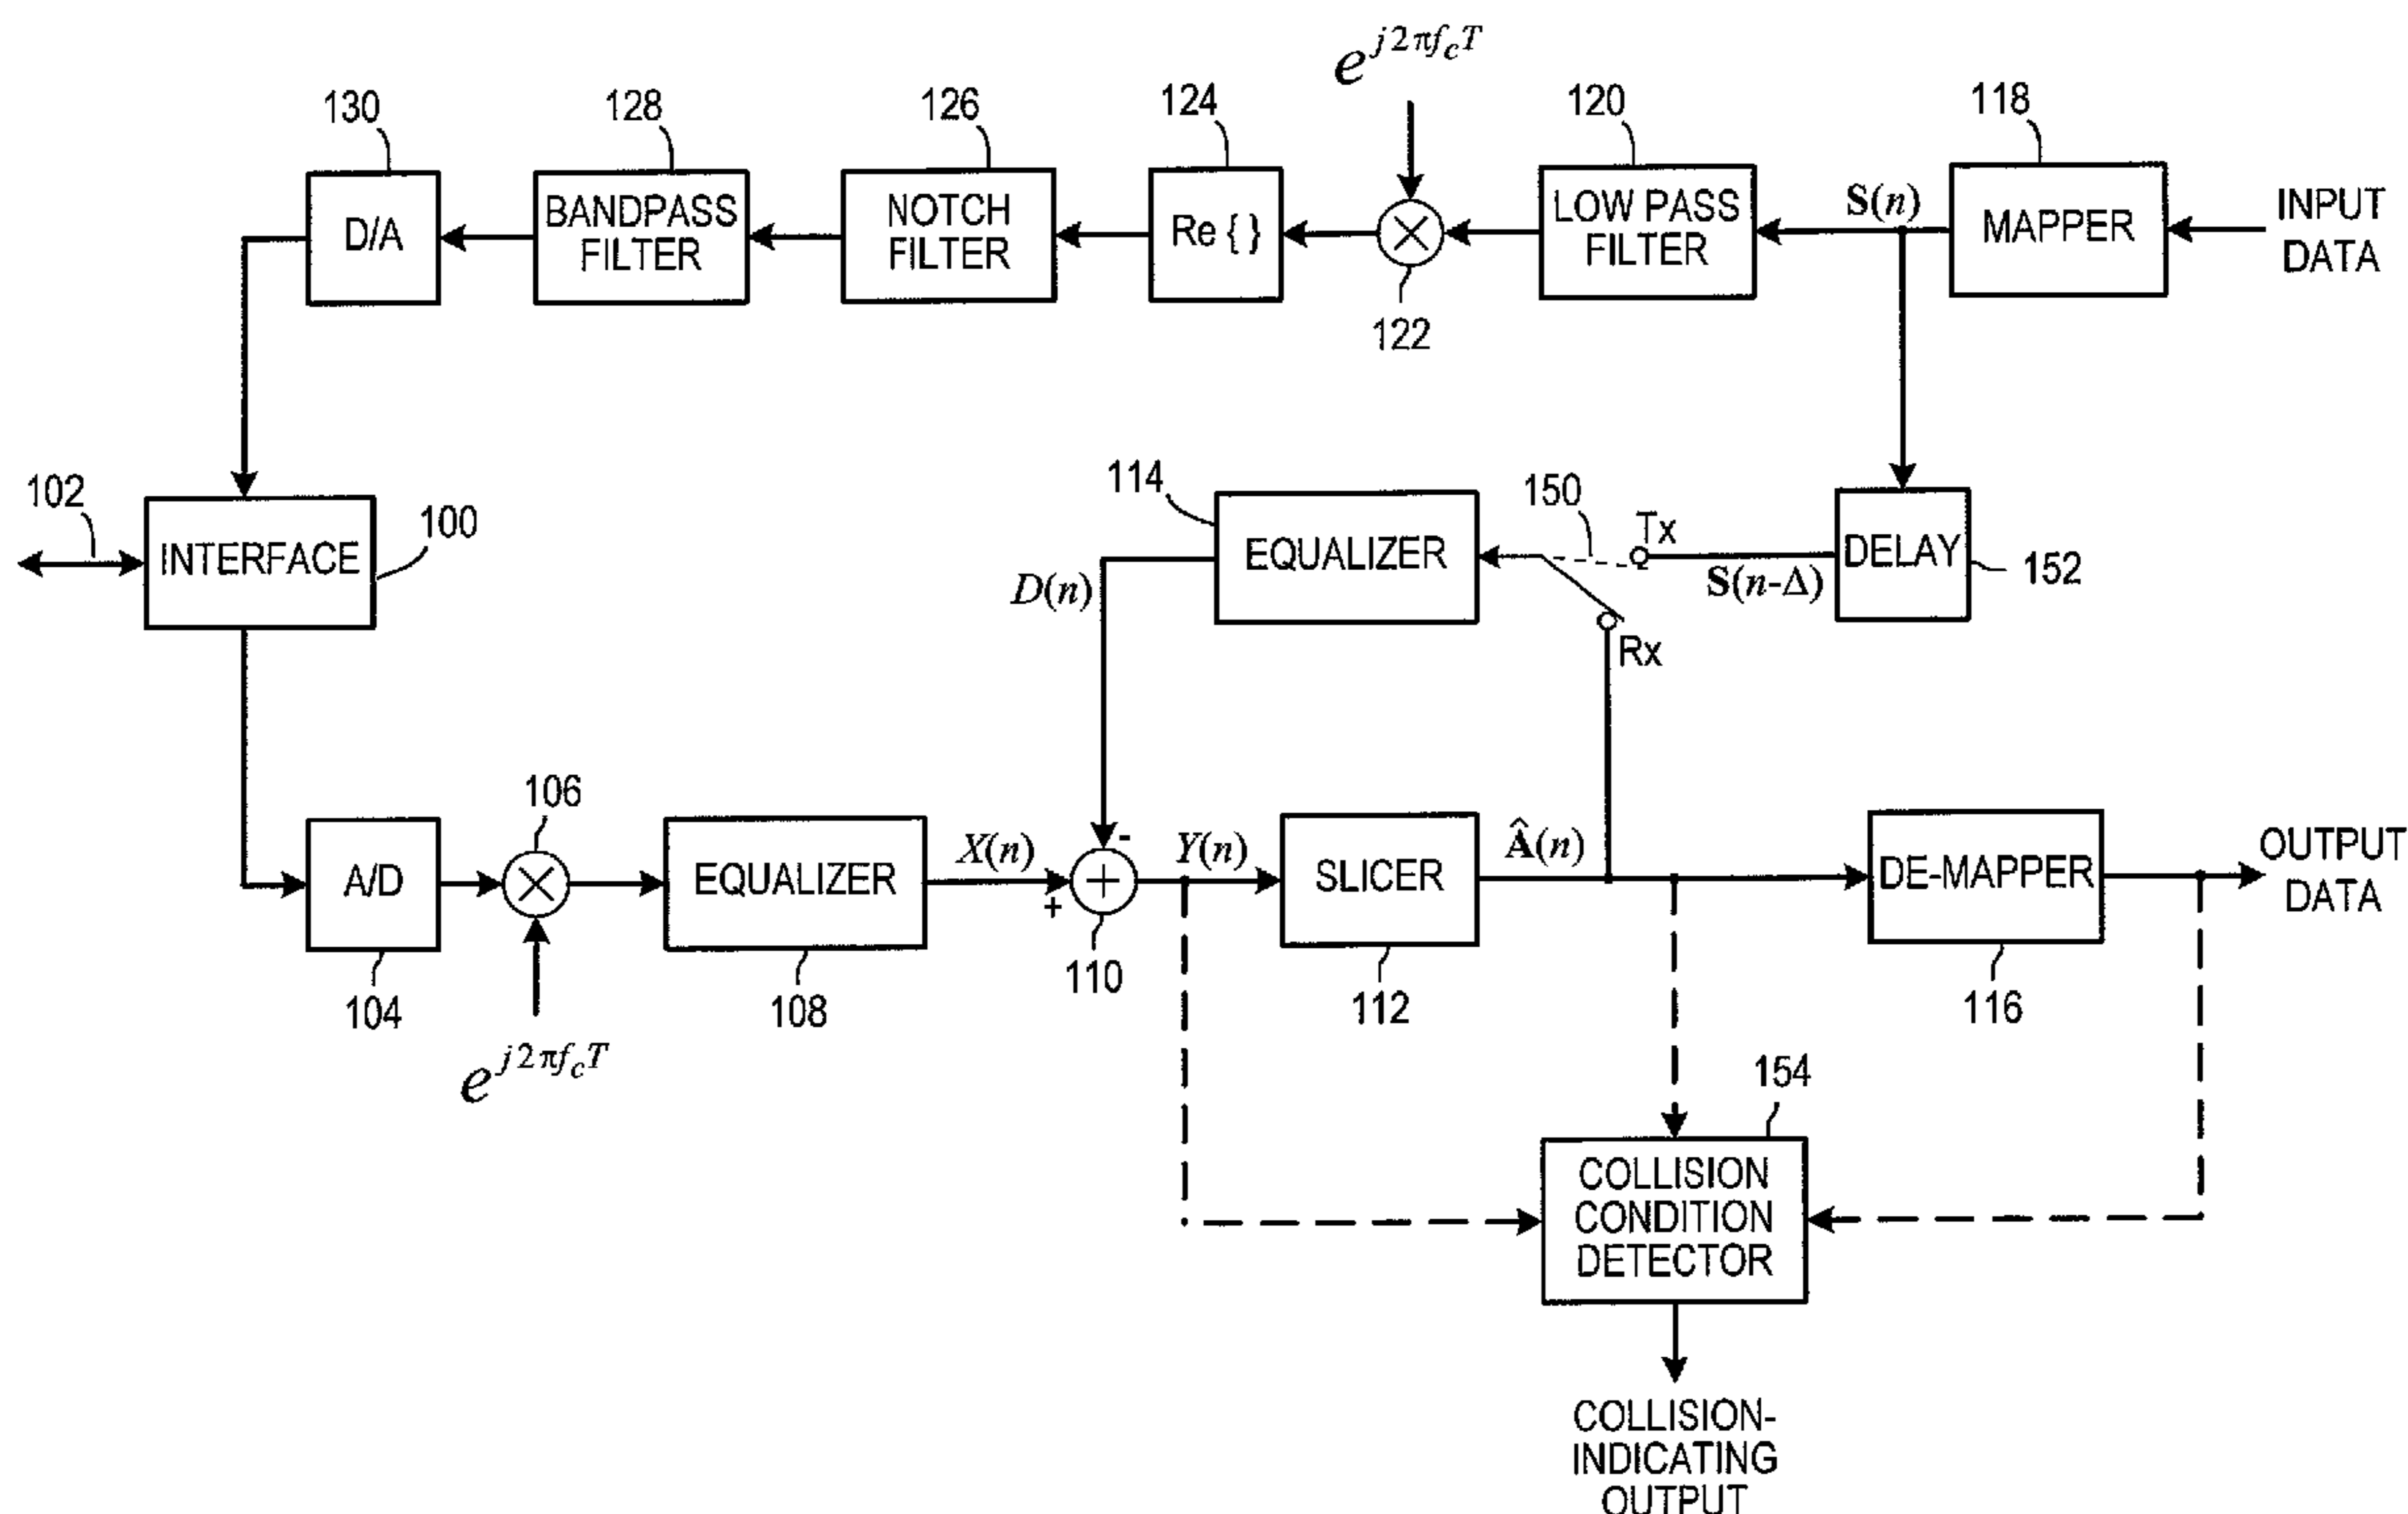 e^{j2πf_cT}
130
128
126
124
120
118
D/A
BANDPASS
FILTER
NOTCH
FILTER
Re { }
122
LOW PASS
FILTER
S(n)
MAPPER
INPUT
DATA
102
INTERFACE
100
114
EQUALIZER
D(n)
150
Tx
Rx
S(n-Δ)
DELAY
152
A/D
104
106
e^{j2πf_cT}
EQUALIZER
108
X(n)
+
-
+
110
Y(n)
SLICER
112
Â(n)
DE-MAPPER
116
OUTPUT
DATA
154
COLLISION
CONDITION
DETECTOR
COLLISION-
INDICATING
OUTPUT